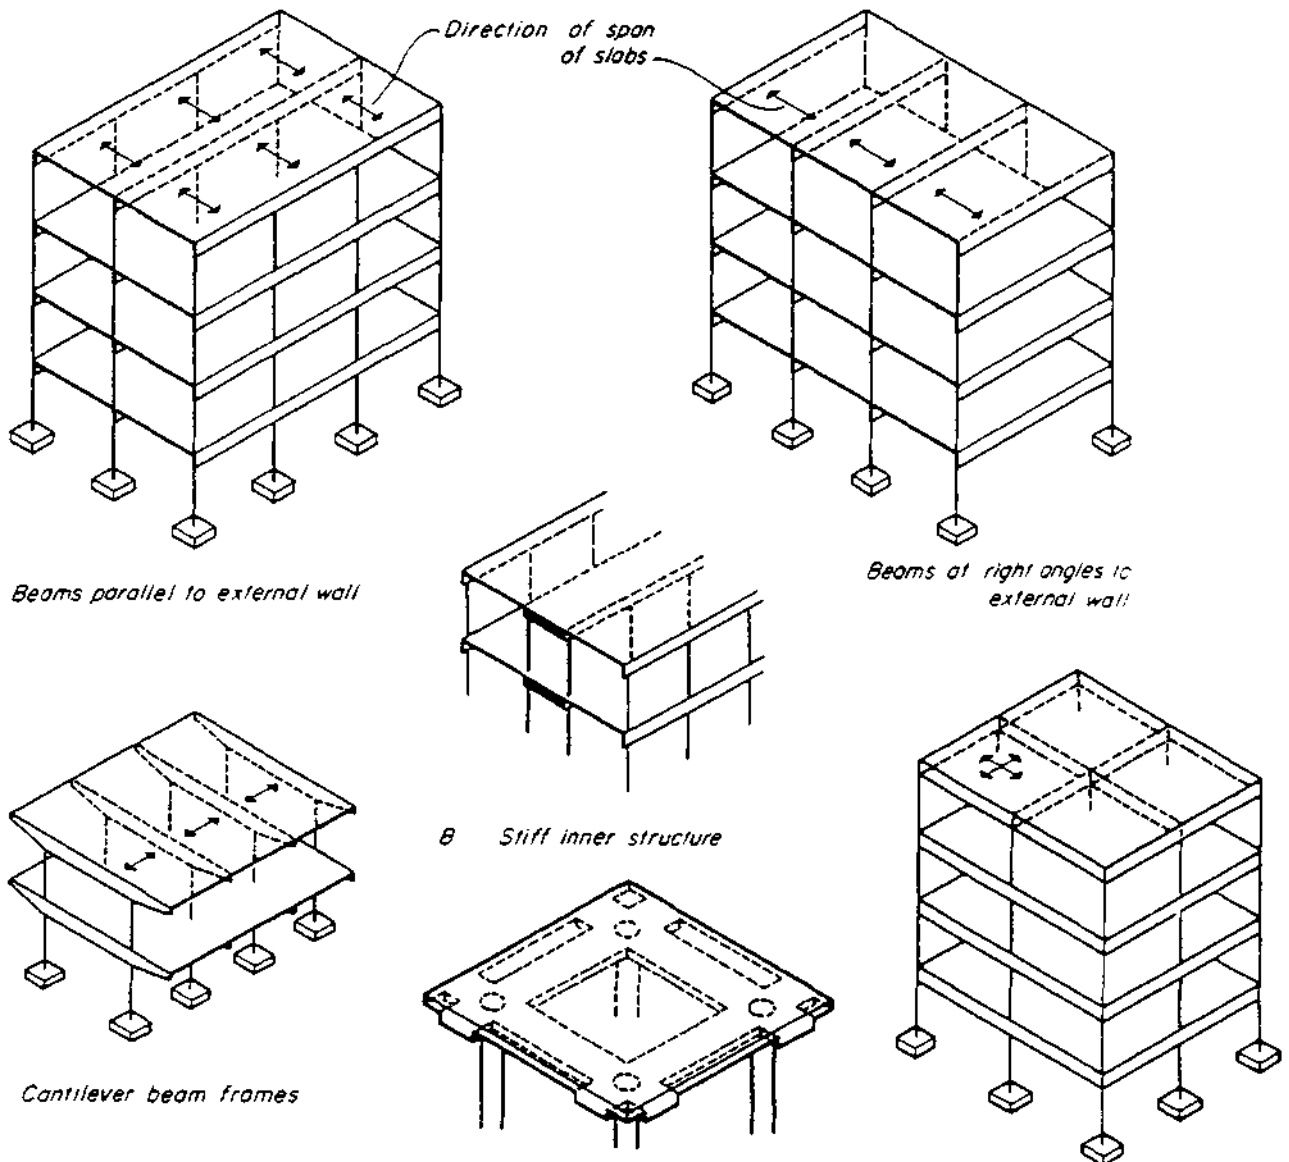 Direction of span
of slabs
Beams parallel to external wall
Beams at right angles to
external wall
B Stiff inner structure
Cantilever beam frames